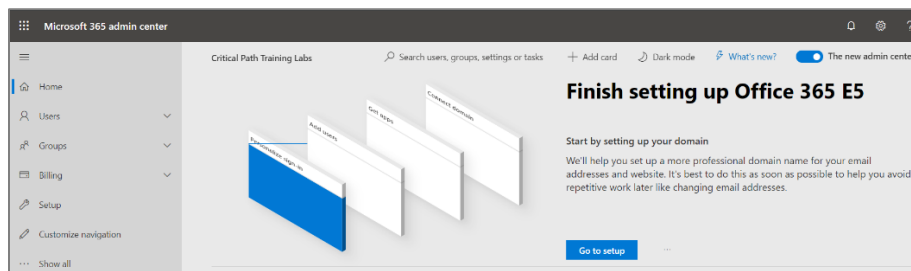 Microsoft 365 admin center
Critical Path Training Labs
Search users, groups, settings or tasks
Add card
Dark mode
What's new?
The new admin cente
Home
Users
Groups
Billing
Setup
Customize navigation
Show all
Personalize sign in
Add users
Get apps
Connect domain
Finish setting up Office 365 E5
Start by setting up your domain
We'll help you set up a more professional domain name for your email
addresses and website. It's best to do this as soon as possible to help you avoid
repetitive work later like changing email addresses.
Go to setup